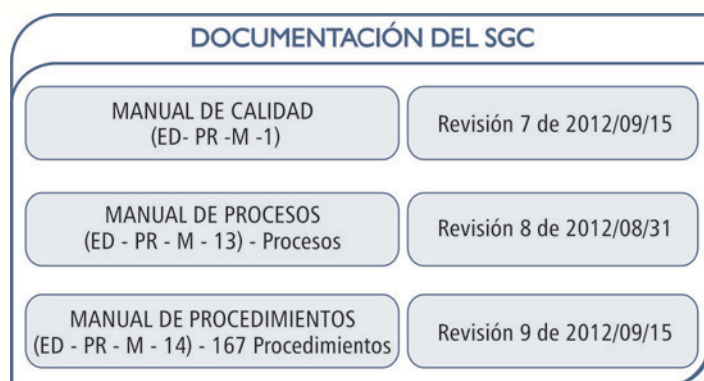 DOCUMENTACIÓN DEL SGC
MANUAL DE CALIDAD
(ED- PR -M -1)
Revisión 7 de 2012/09/15
MANUAL DE PROCESOS
(ED - PR - M - 13) - Procesos
Revisión 8 de 2012/08/31
MANUAL DE PROCEDIMIENTOS
(ED - PR - M - 14) - 167 Procedimientos
Revisión 9 de 2012/09/15